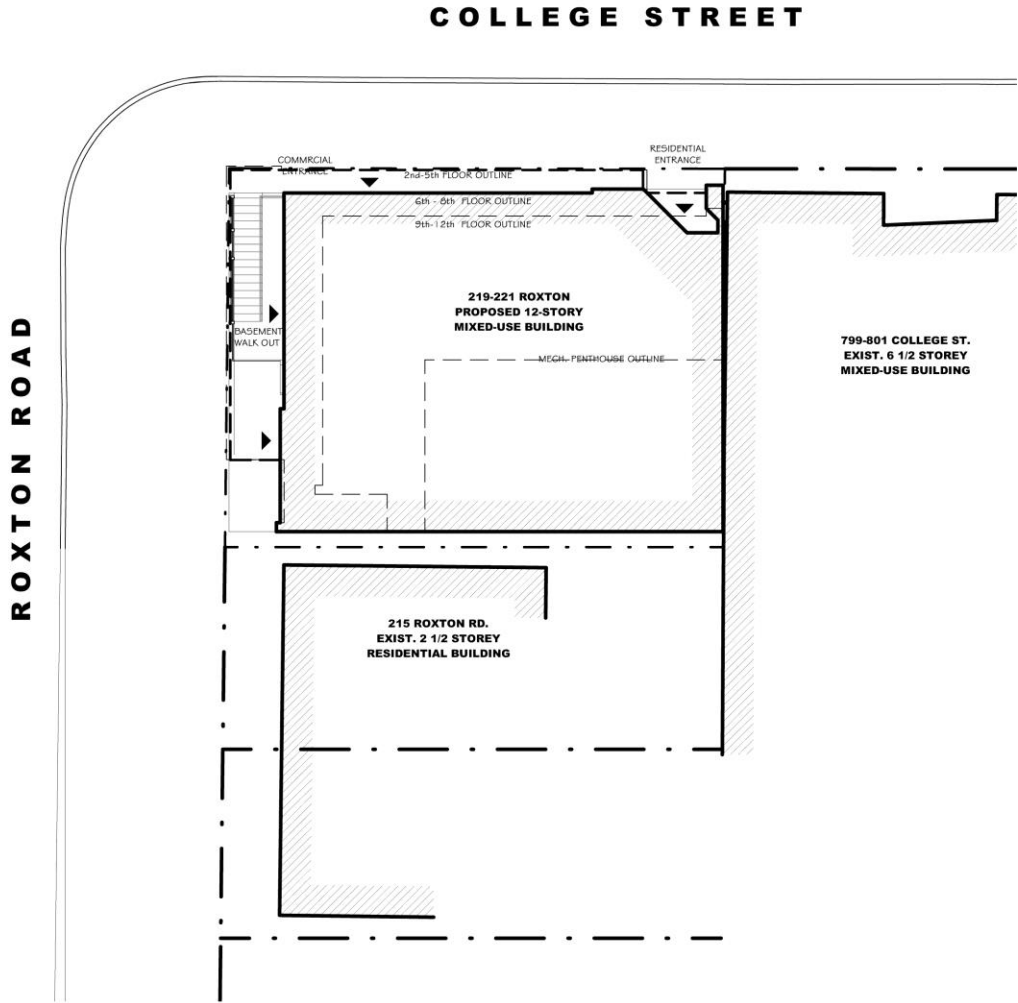 COLLEGE STREET
COMMRCIAL
ENTRANCE
RESIDENTIAL
ENTRANCE
2nd-5th FLOOR OUTLINE
6th - 8th FLOOR OUTLINE
9th-12th FLOOR OUTLINE
219-221 ROXTON
PROPOSED 12-STORY
MIXED-USE BUILDING
BASEMENT
WALK OUT
MECH. PENTHOUSE OUTLINE
799-801 COLLEGE ST.
EXIST. 6 1/2 STOREY
MIXED-USE BUILDING
ROXTON ROAD
215 ROXTON RD.
EXIST. 2 1/2 STOREY
RESIDENTIAL BUILDING